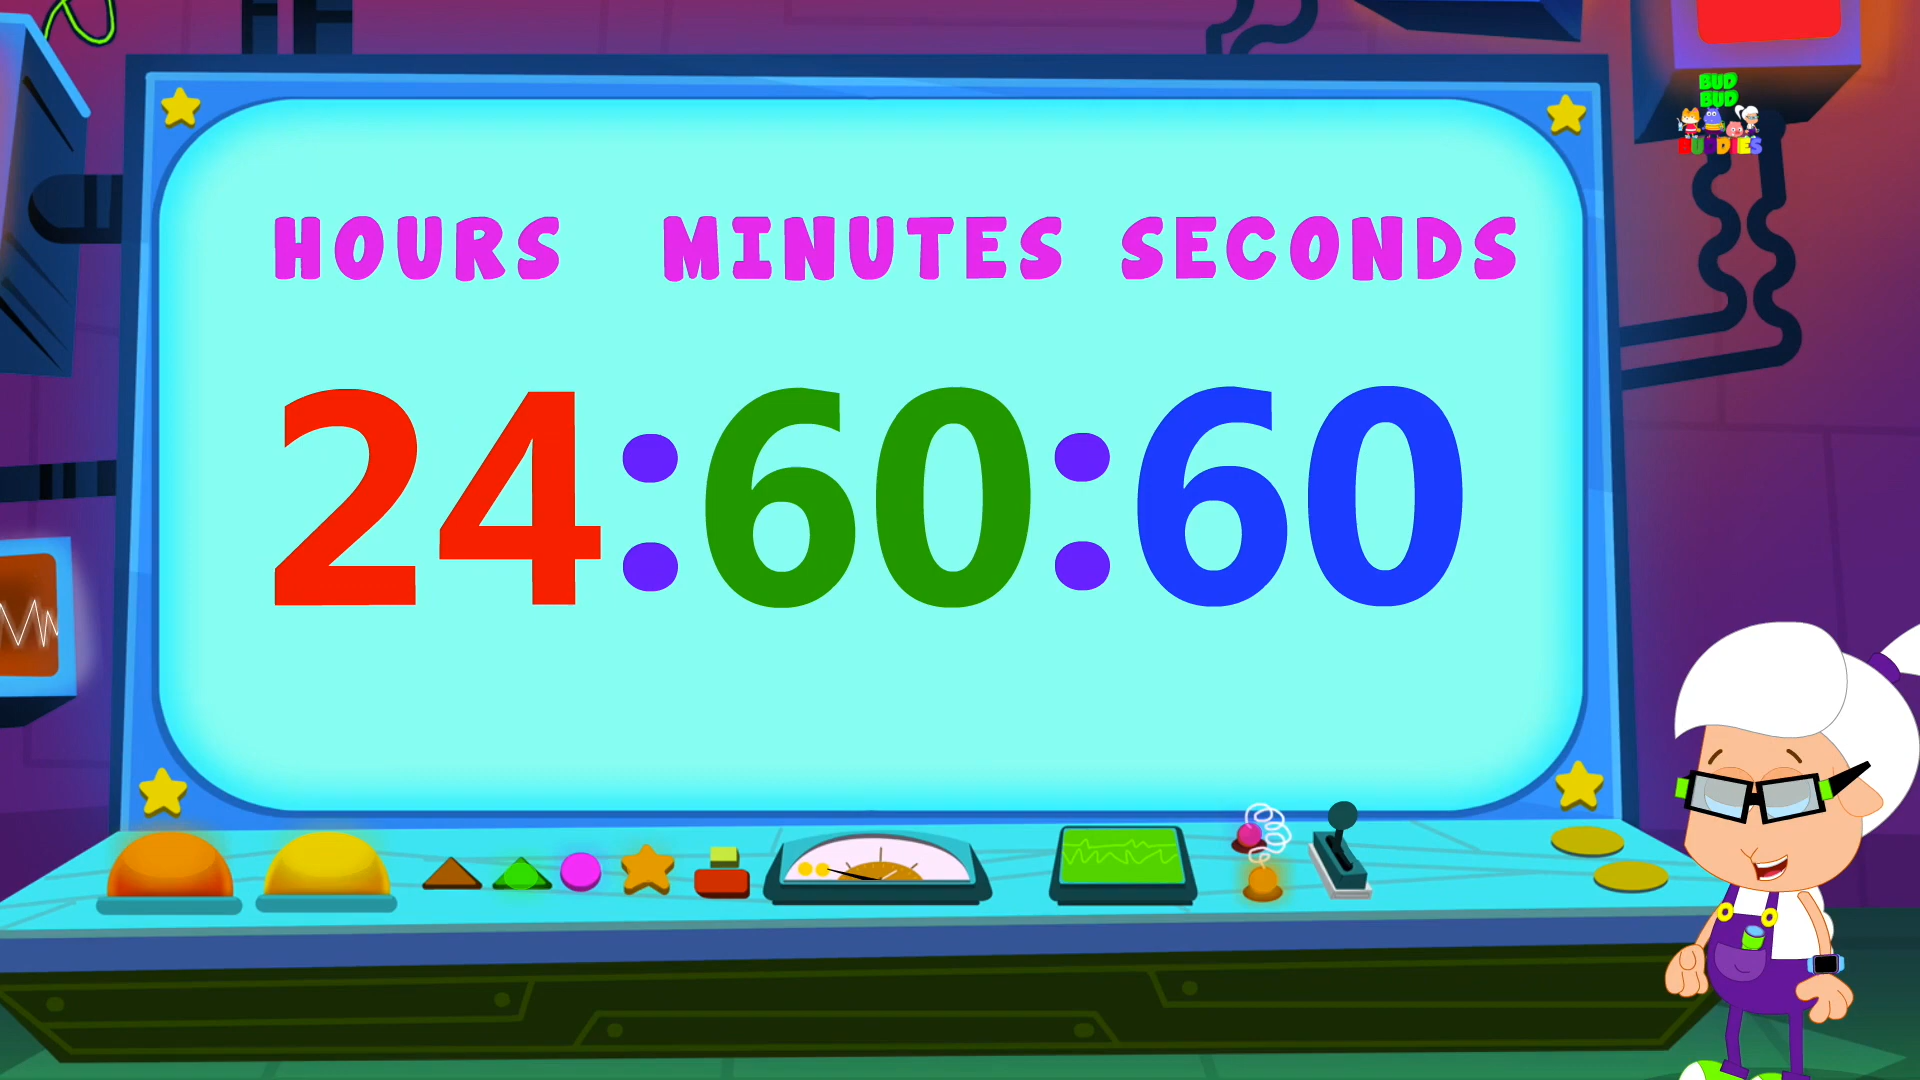 BUD
BUD
BUDDIES
HOURS MINUTES SECONDS
24:60:60